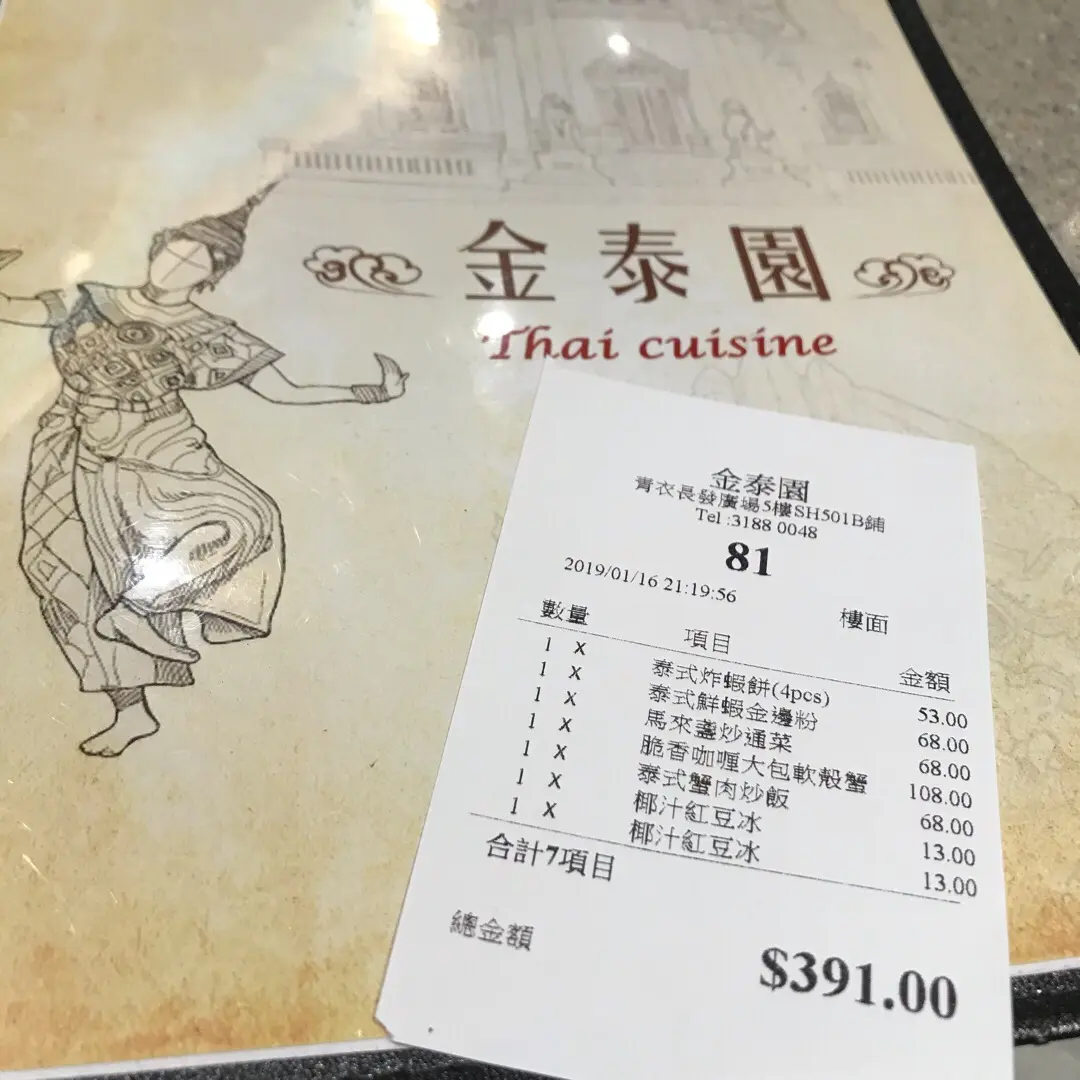 金泰園
Thai cuisine
金泰園
青衣長發廣場5樓SH501B鋪
Tel :3188 0048
81
2019/01/16 21:19:56 樓面
數量 項目 金額
1 X 泰式炸蝦餅(4pcs) 53.00
1 X 泰式鮮蝦金邊粉 68.00
1 X 馬來盞炒通菜 68.00
1 X 脆香咖喱大包軟殼蟹 108.00
1 X 泰式蟹肉炒飯 68.00
1 X 椰汁紅豆冰 13.00
1 X 椰汁紅豆冰 13.00
合計7項目
總金額 $391.00